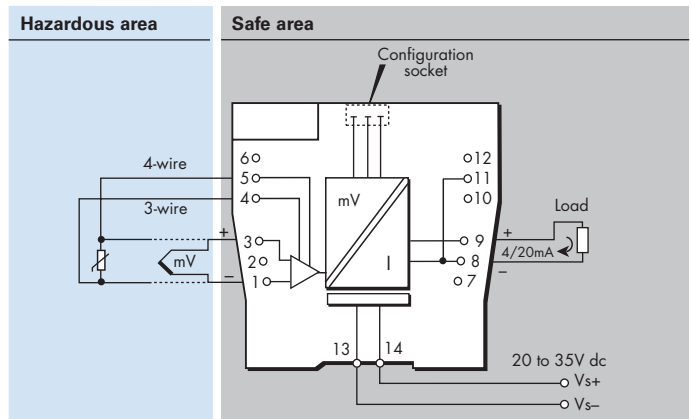 Hazardous area
Safe area
Configuration
socket
4-wire
3-wire
6
5
4
3
2
1
+
mV
–
mV
I
12
11
10
9
8
7
Load
+
4/20mA
–
13
14
20 to 35V dc
Vs+
Vs–